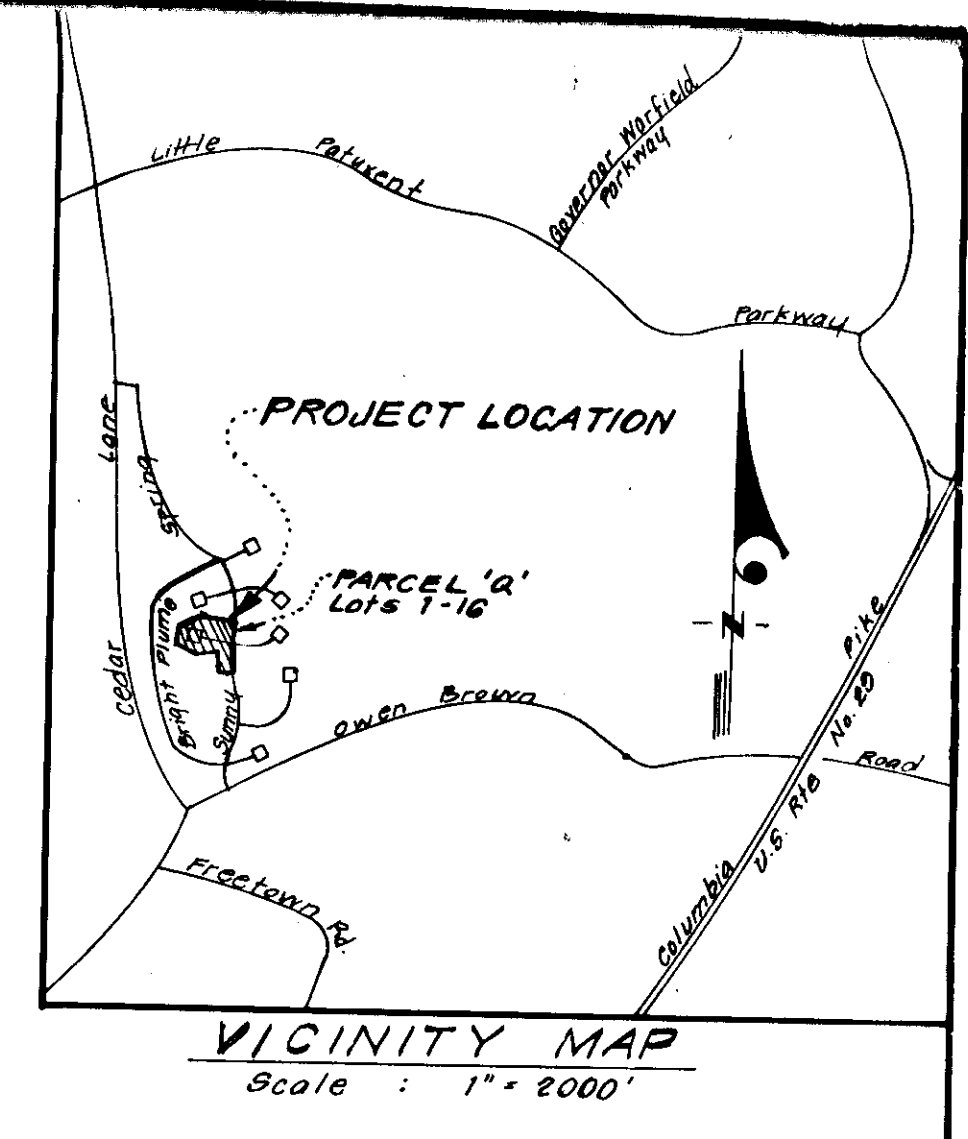 Little Patuxent Parkway
Governor Warfield
Parkway
PROJECT LOCATION
Cedar Lane
Spring
PARCEL 'a'
Lots 1-16
Bright Plume
Sunny
N
Owen Brown Road
Columbia Pike
U.S. Rte No. 29
Freetown Rd.
VICINITY MAP
Scale : 1" = 2000'